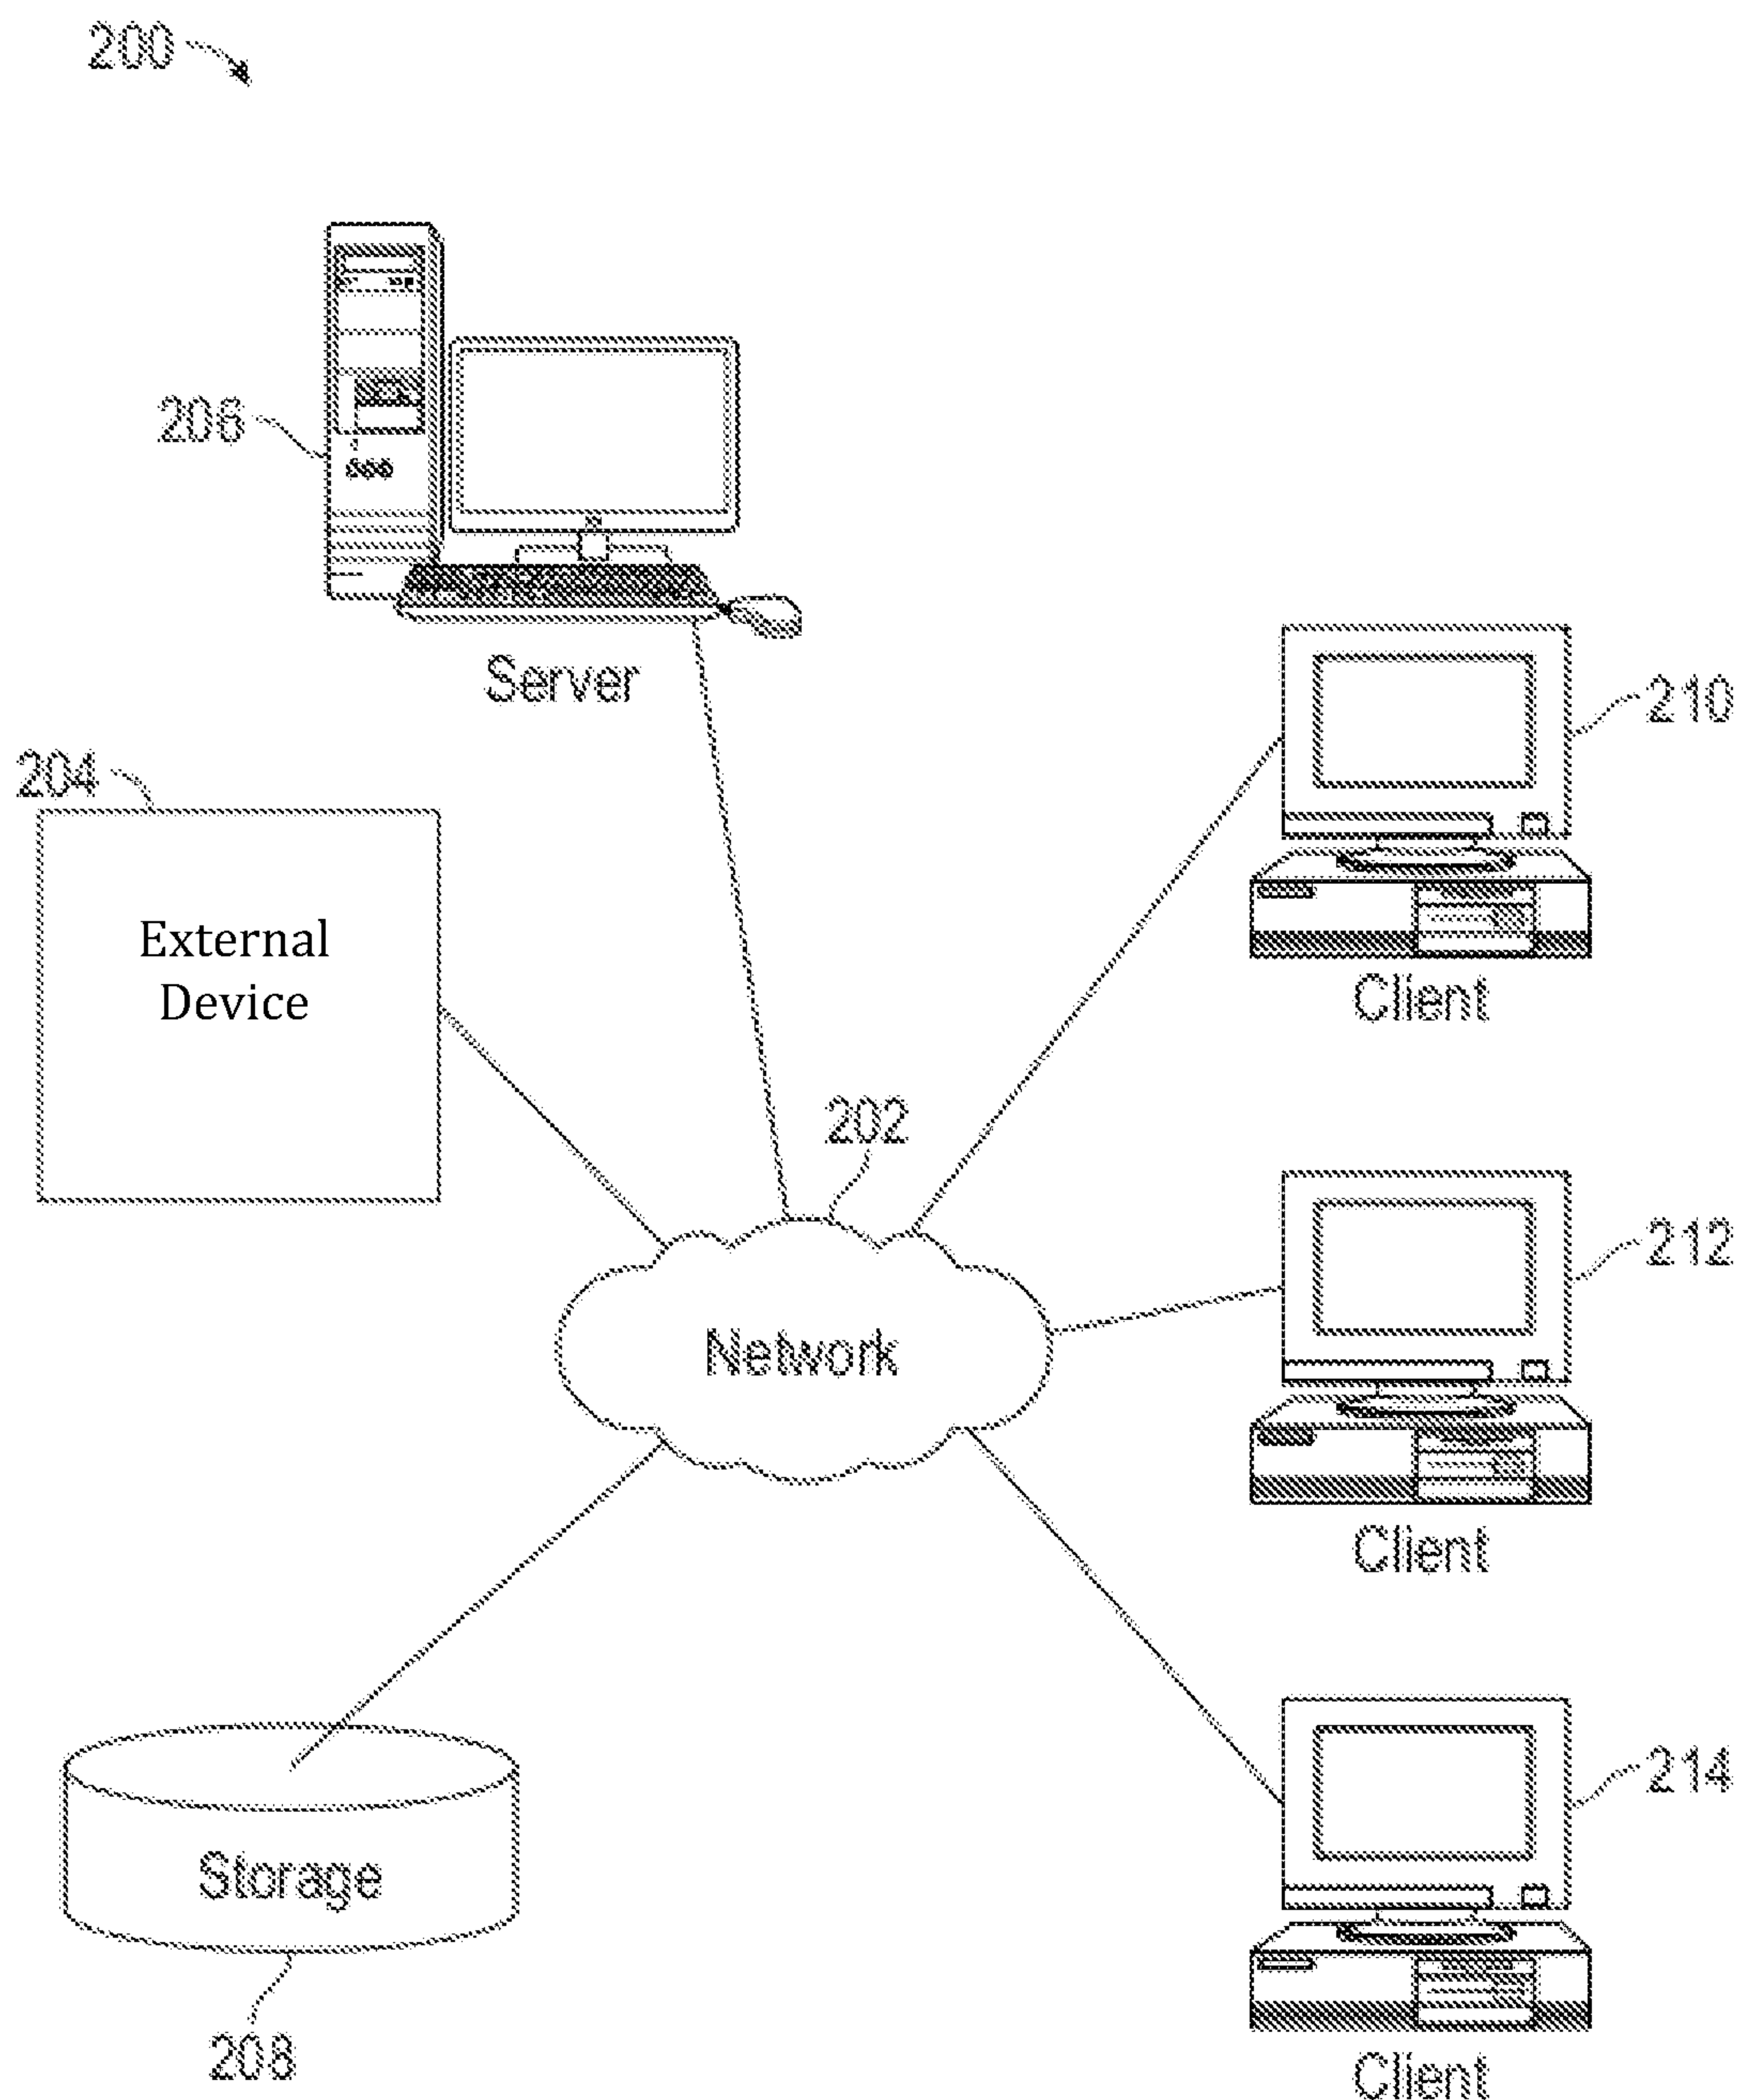 200
206
Server
210
204
External
Device
Client
202
212
Network
Client
214
Storage
208
Client